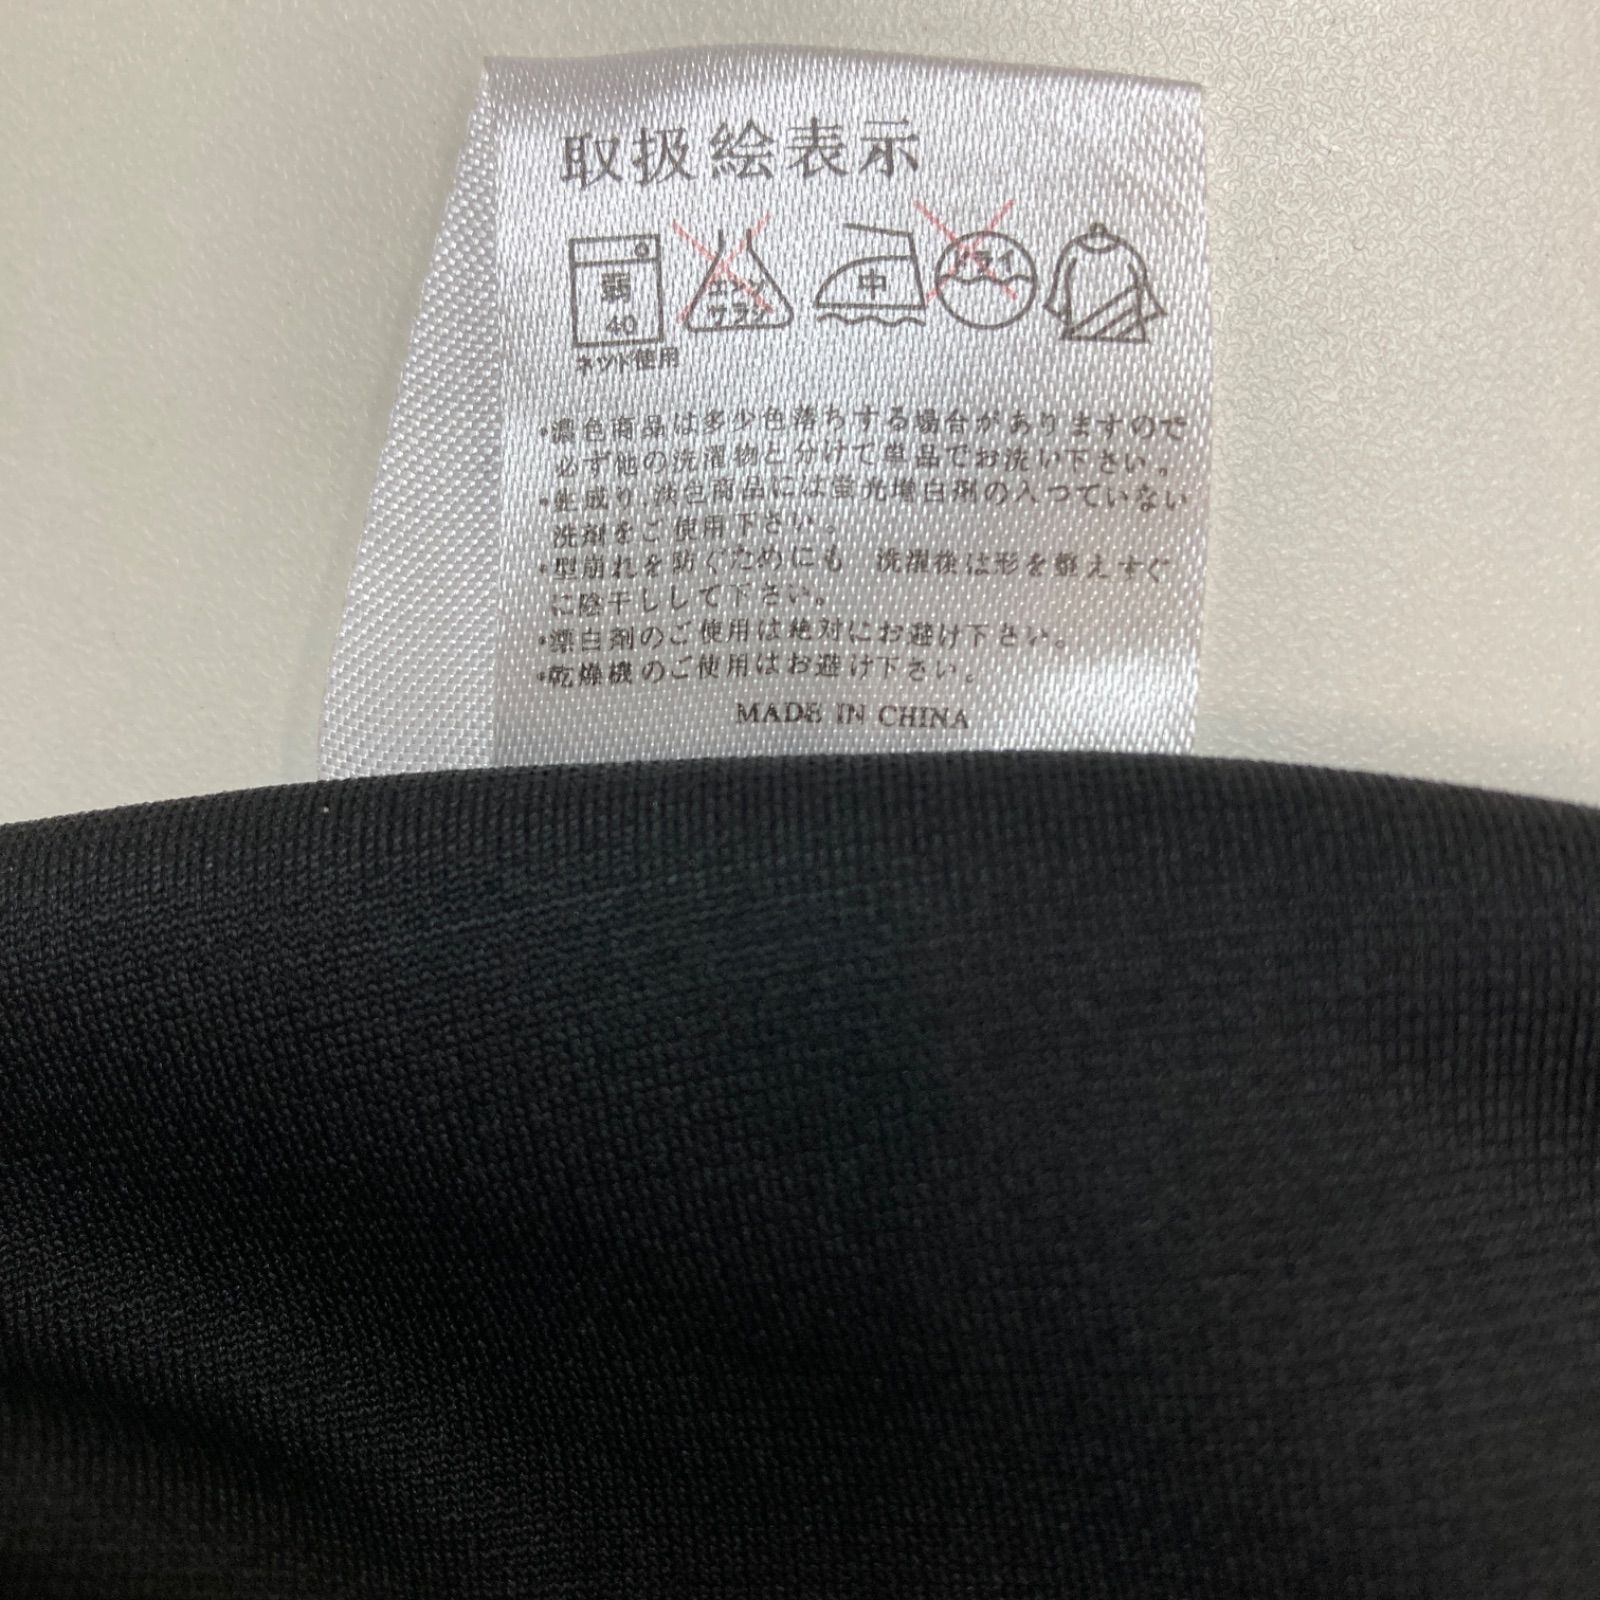 取扱絵表示
弱 エンソ 中 ドライ
40 サラシ
ネット使用
・濃色商品は多少色落ちする場合がありますので
必ず他の洗濯物と分けて単品でお洗い下さい。
・生成り、淡色商品には蛍光増白剤の入つていない
洗剤をご使用下さい。
・型崩れを防ぐためにも 洗濯後は形を整えすぐ
に陰干しして下さい。
・漂白剤のご使用は絶対にお避け下さい。
・乾燥機のご使用はお避け下さい。
MADE IN CHINA